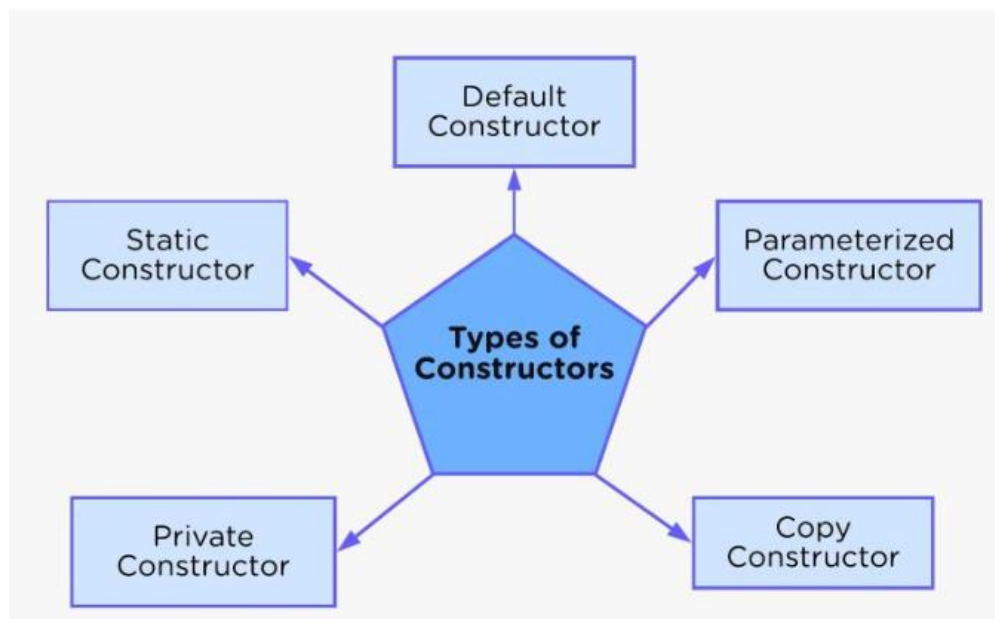 Default
Constructor
Static
Constructor
Parameterized
Constructor
Types of
Constructors
Private
Constructor
Copy
Constructor